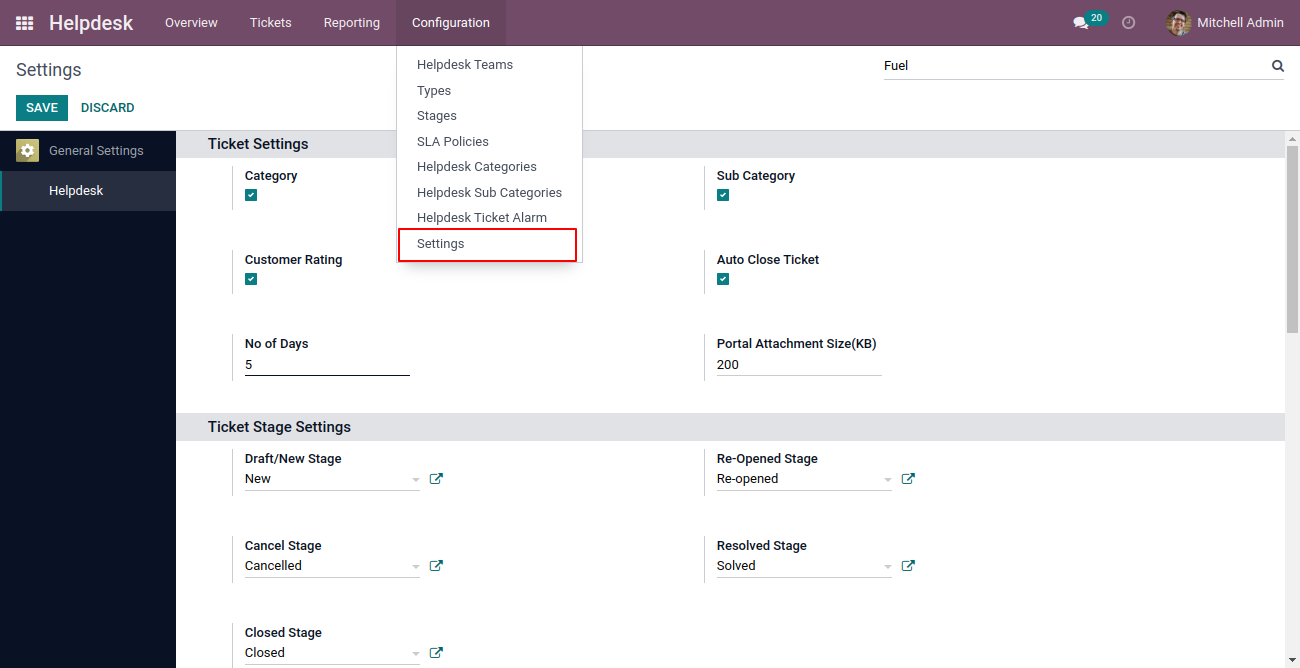 Helpdesk Overview Tickets Reporting Configuration 20 Mitchell Admin
Settings
Fuel
SAVE DISCARD
Helpdesk Teams
Types
Stages
SLA Policies
Helpdesk Categories
Helpdesk Sub Categories
Helpdesk Ticket Alarm
Settings
General Settings
Helpdesk
Ticket Settings
Category Sub Category
Customer Rating Auto Close Ticket
No of Days Portal Attachment Size(KB)
5 200
Ticket Stage Settings
Draft/New Stage Re-Opened Stage
New Re-opened
Cancel Stage Resolved Stage
Cancelled Solved
Closed Stage
Closed